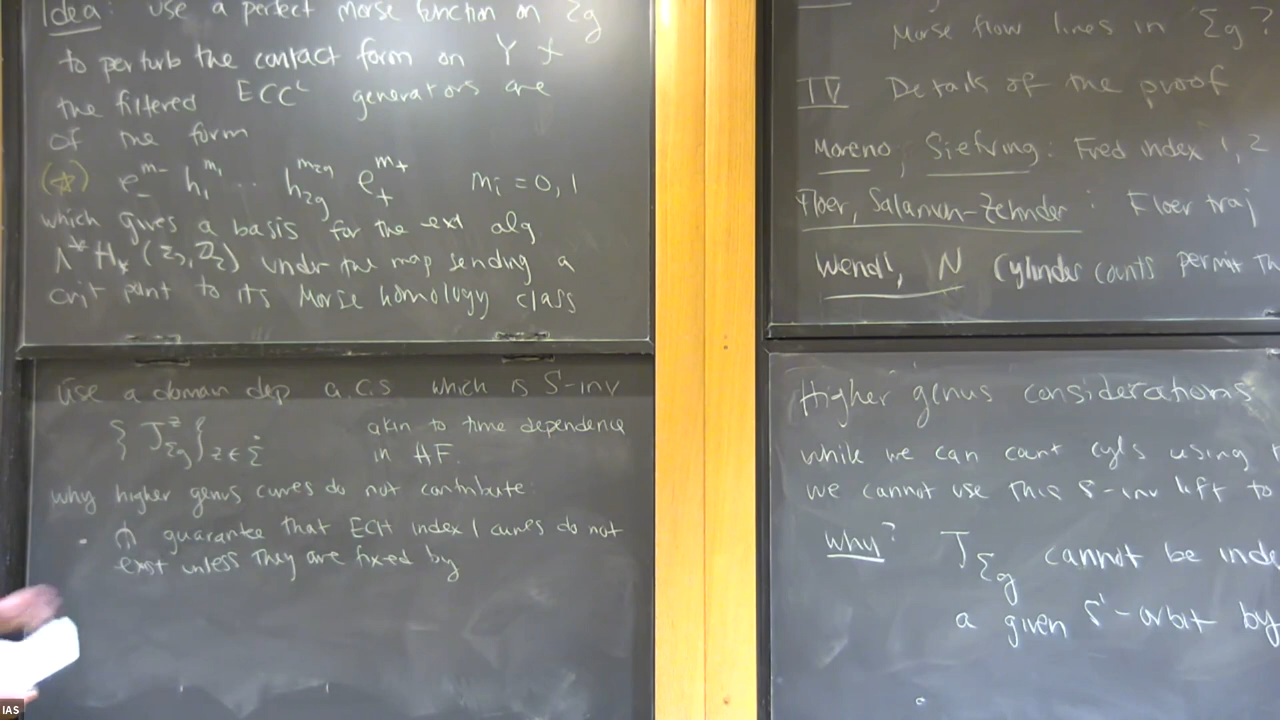 Idea: use a perfect Morse function on Σg
to perturb the contact form on Y
the filtered ECC^L generators are
of the form
(☆) e_-^{m_-} h_1^{m_1} ... h_{2g}^{m_{2g}} e_+^{m_+} m_i = 0, 1
which gives a basis for the ext alg
Λ^* H_* (Σg, Z_2) under the map sending a
crit point to its Morse homology class
Use a domain dep a.c.s which is S^1-inv
{J_{Σg}^z}_{z ∈ Σ̇} akin to time dependence
in HF.
Why higher genus curves do not contribute:
• guarantee that ECH index 1 curves do not
exist unless they are fixed by
Morse flow lines in Σg?
IV Details of the proof
Moreno, Siefring: Fred index 1, 2
Floer, Salamon-Zehnder: Floer traj
Wendl, N Cylinder counts permit
Higher genus considerations
while we can count cyls using
we cannot use this S^1-inv lift to
Why? J_{Σg} cannot be
a given S^1-orbit by
IAS